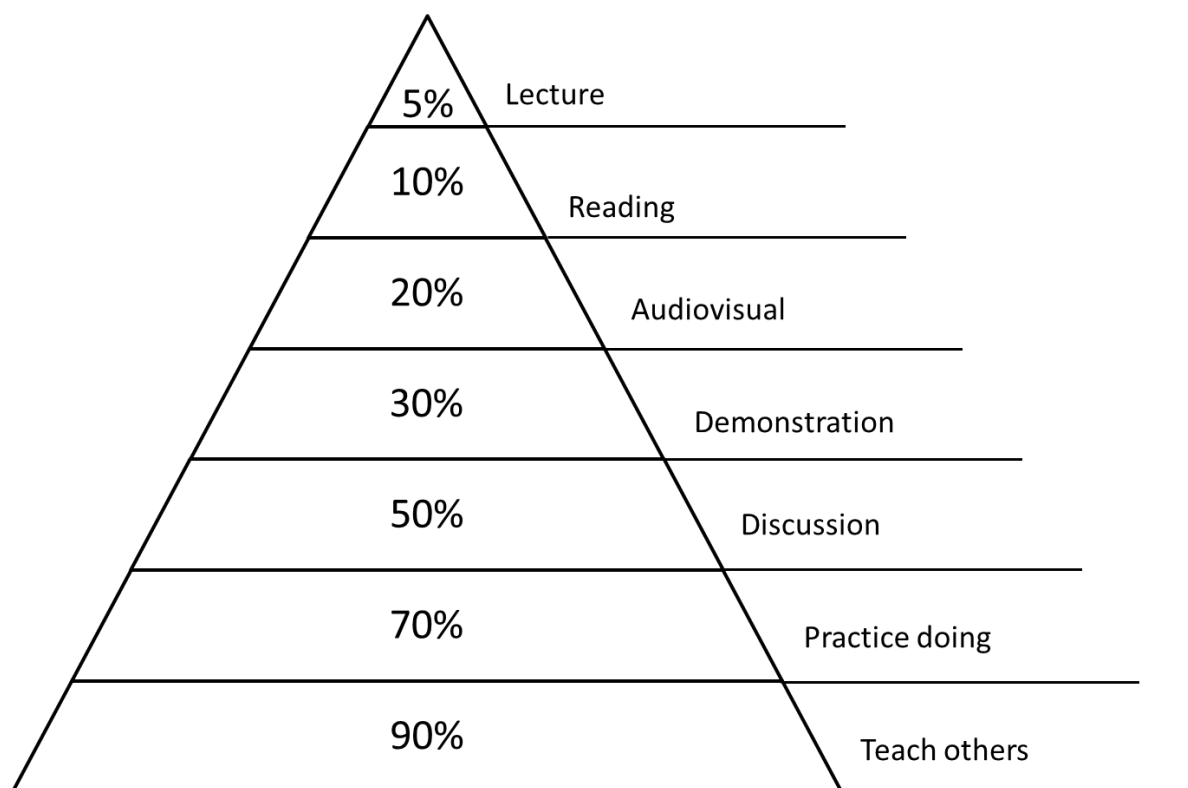 5% Lecture
10% Reading
20% Audiovisual
30% Demonstration
50% Discussion
70% Practice doing
90% Teach others